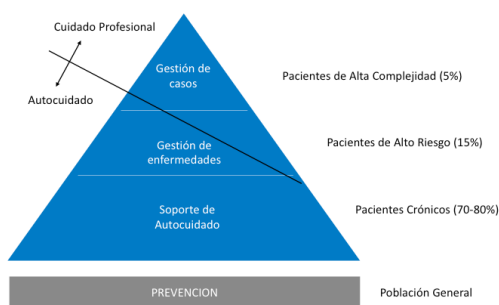 Cuidado Profesional
Autocuidado
Gestión de
casos
Pacientes de Alta Complejidad (5%)
Gestión de
enfermedades
Pacientes de Alto Riesgo (15%)
Soporte de
Autocuidado
Pacientes Crónicos (70-80%)
PREVENCION
Población General